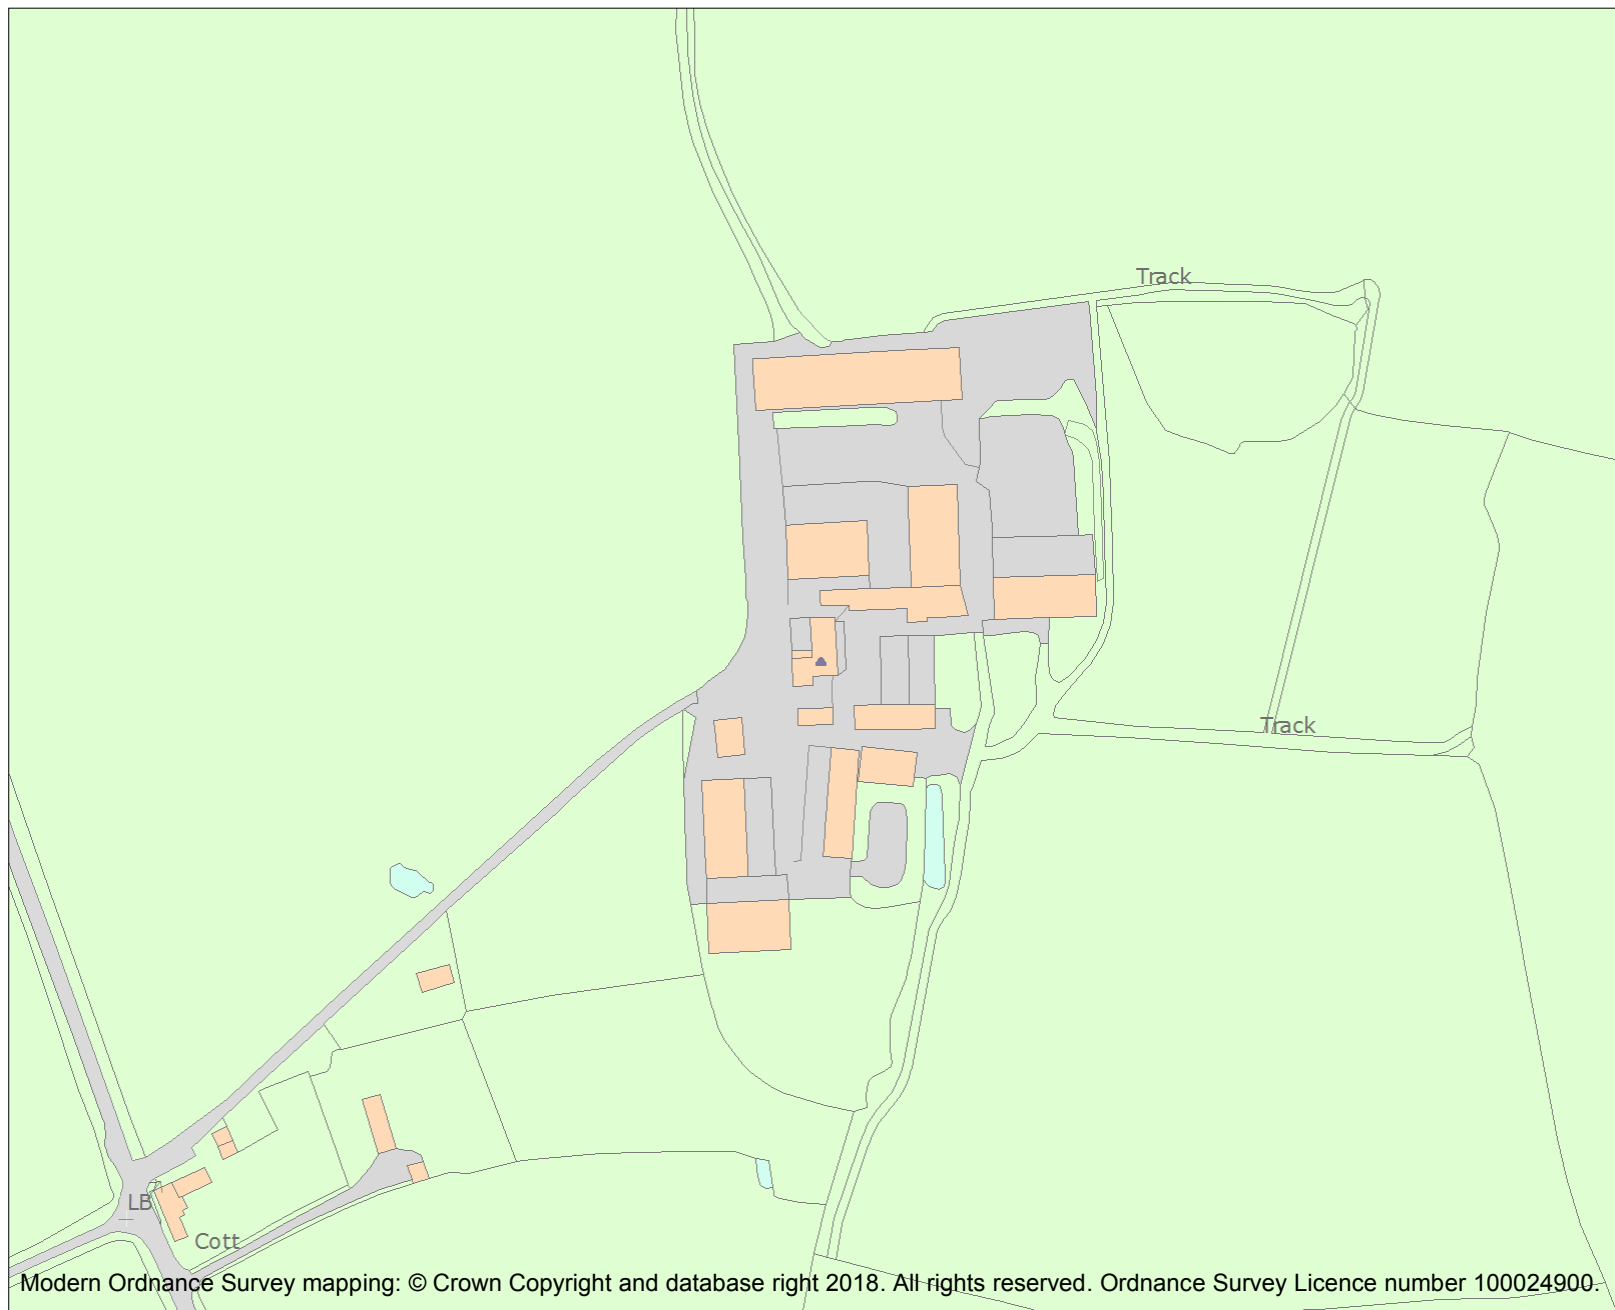 Track
Track
LB
Cott
Modern Ordnance Survey mapping: © Crown Copyright and database right 2018. All rights reserved. Ordnance Survey Licence number 100024900.